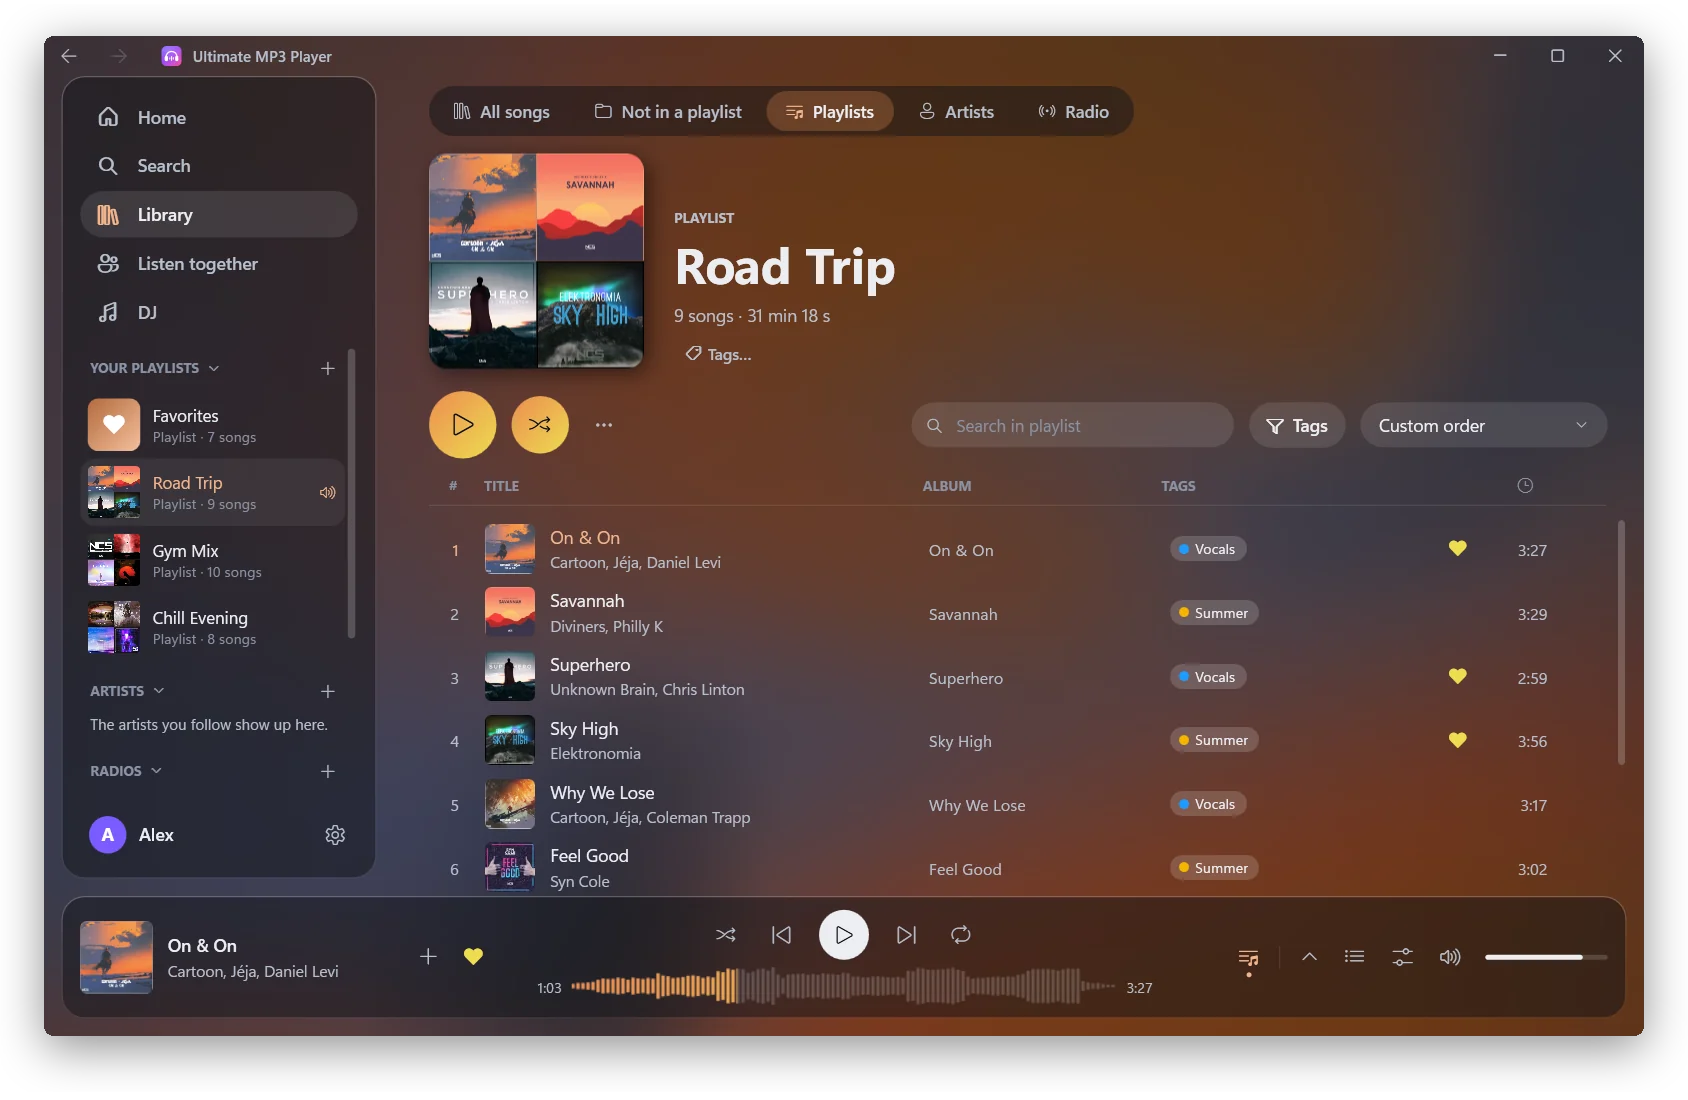 Ultimate MP3 Player
Home
Search
Library
Listen together
DJ
YOUR PLAYLISTS
Favorites
Playlist · 7 songs
Road Trip
Playlist · 9 songs
Gym Mix
Playlist · 10 songs
Chill Evening
Playlist · 8 songs
ARTISTS
The artists you follow show up here.
RADIOS
A Alex
All songs Not in a playlist Playlists Artists Radio
SAVANNAH
SUPERHERO
ELEKTRONOMIA
SKY HIGH
PLAYLIST
Road Trip
9 songs · 31 min 18 s
Tags...
Search in playlist Tags Custom order
# TITLE ALBUM TAGS
1 On & On On & On Vocals 3:27
Cartoon, Jéja, Daniel Levi
2 Savannah Savannah Summer 3:29
Diviners, Philly K
3 Superhero Superhero Vocals 2:59
Unknown Brain, Chris Linton
4 Sky High Sky High Summer 3:56
Elektronomia
5 Why We Lose Why We Lose Vocals 3:17
Cartoon, Jéja, Coleman Trapp
6 Feel Good Feel Good Summer 3:02
Syn Cole
On & On
Cartoon, Jéja, Daniel Levi
1:03 3:27